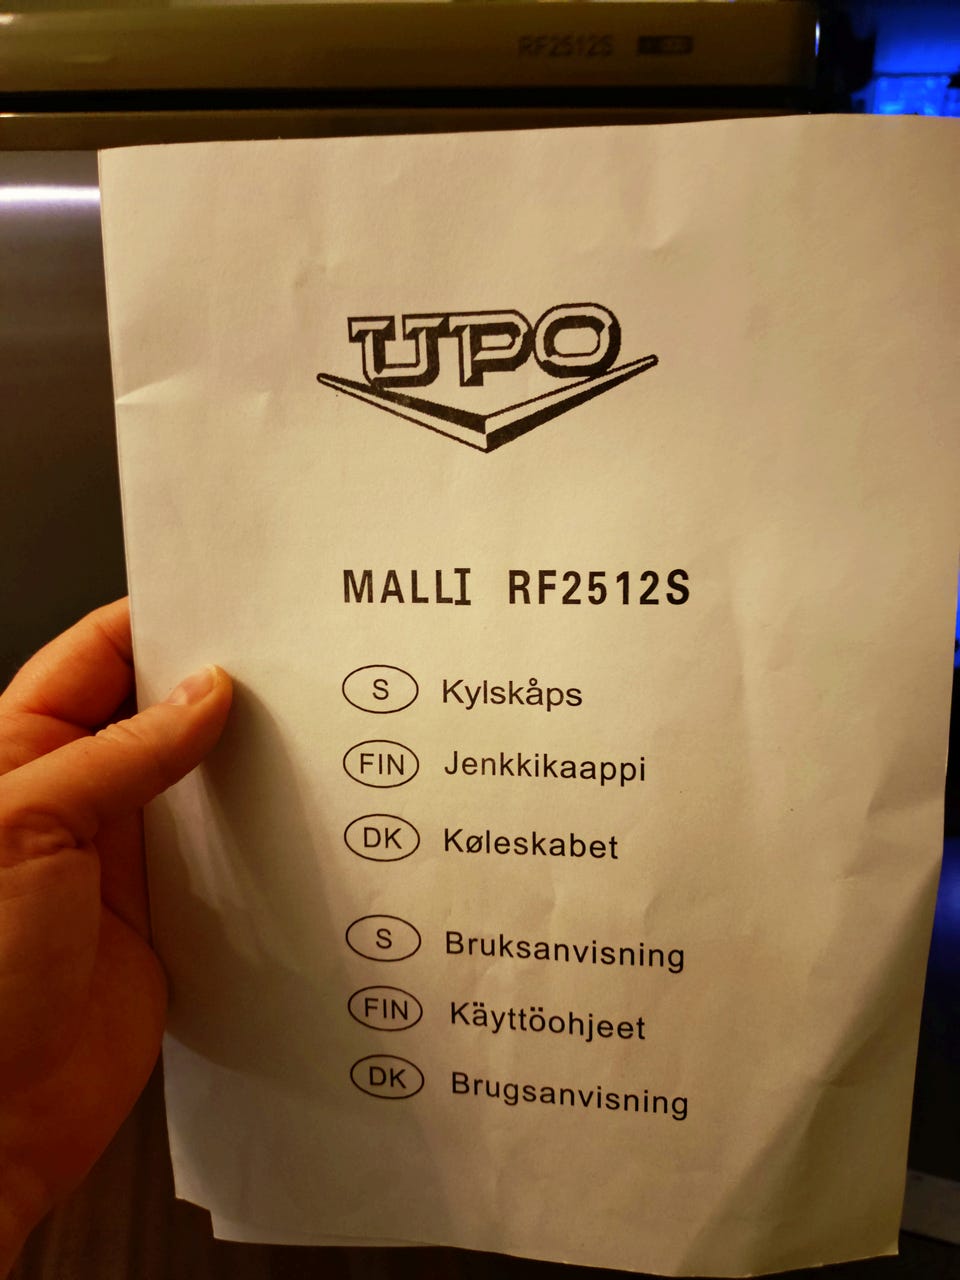 RF2512S
UPO
MALLI RF2512S
S Kylskåps
FIN Jenkkikaappi
DK Køleskabet
S Bruksanvisning
FIN Käyttöohjeet
DK Brugsanvisning